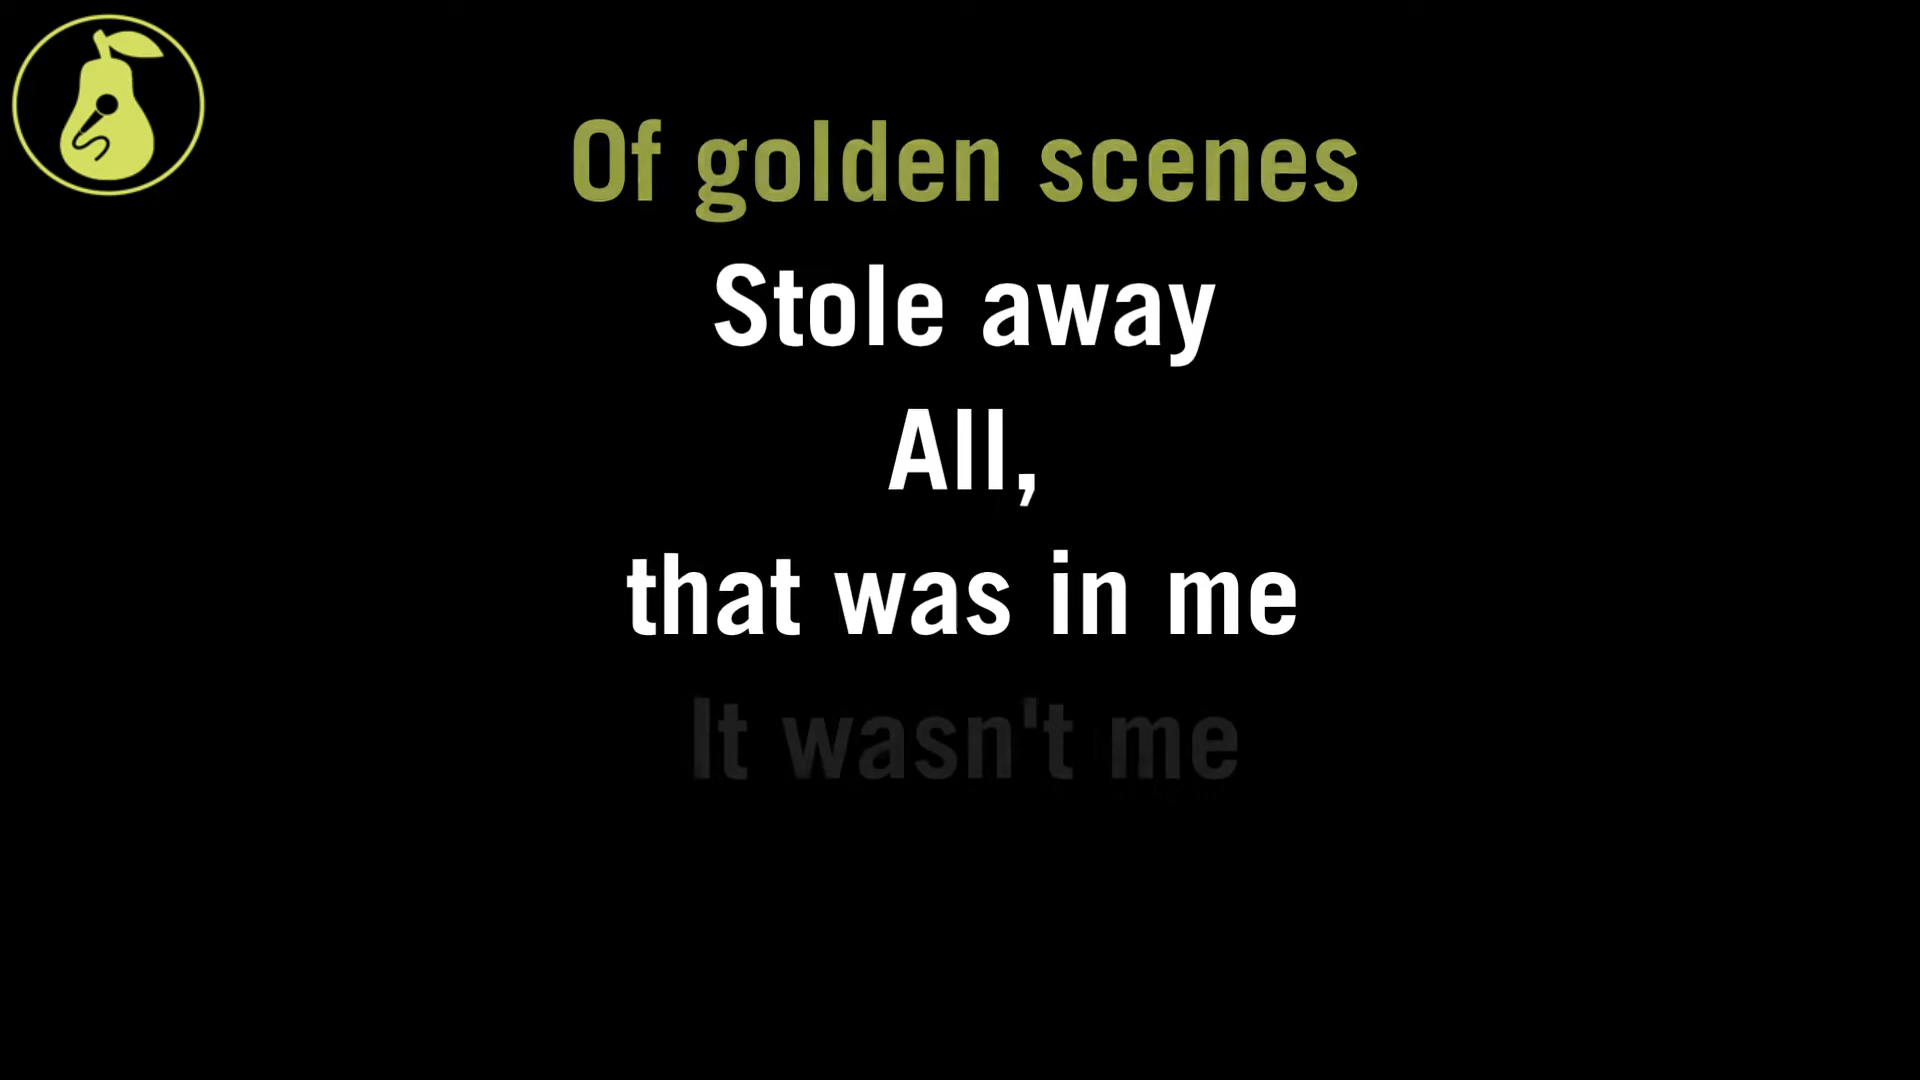 Of golden scenes
Stole away
All,
that was in me
It wasn't me